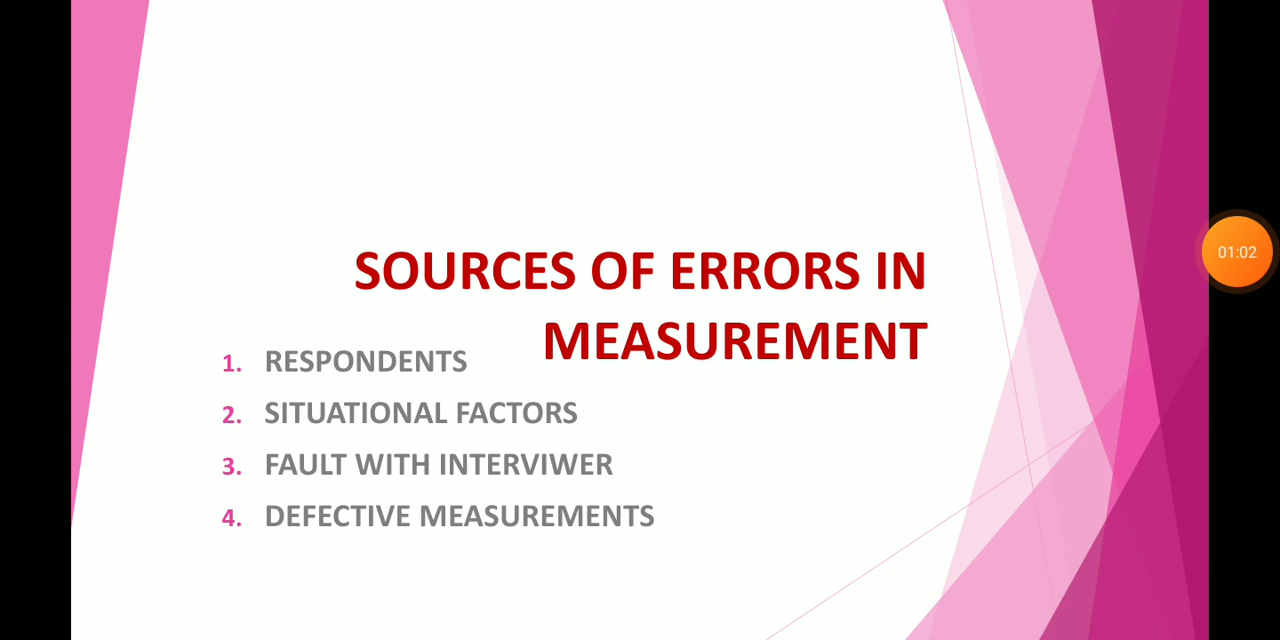 SOURCES OF ERRORS IN
MEASUREMENT
1. RESPONDENTS
2. SITUATIONAL FACTORS
3. FAULT WITH INTERVIWER
4. DEFECTIVE MEASUREMENTS
01:02